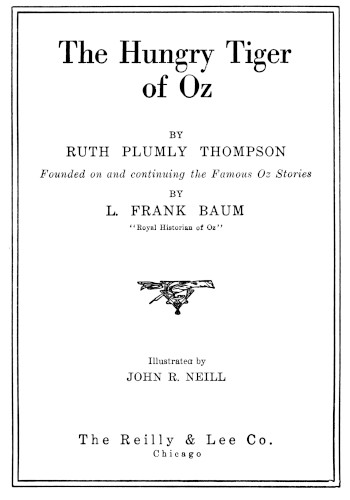 The Hungry Tiger
of Oz
BY
RUTH PLUMLY THOMPSON
Founded on and continuing the Famous Oz Stories
BY
L. FRANK BAUM
"Royal Historian of Oz"
Illustrated by
JOHN R. NEILL
The Reilly & Lee Co.
Chicago